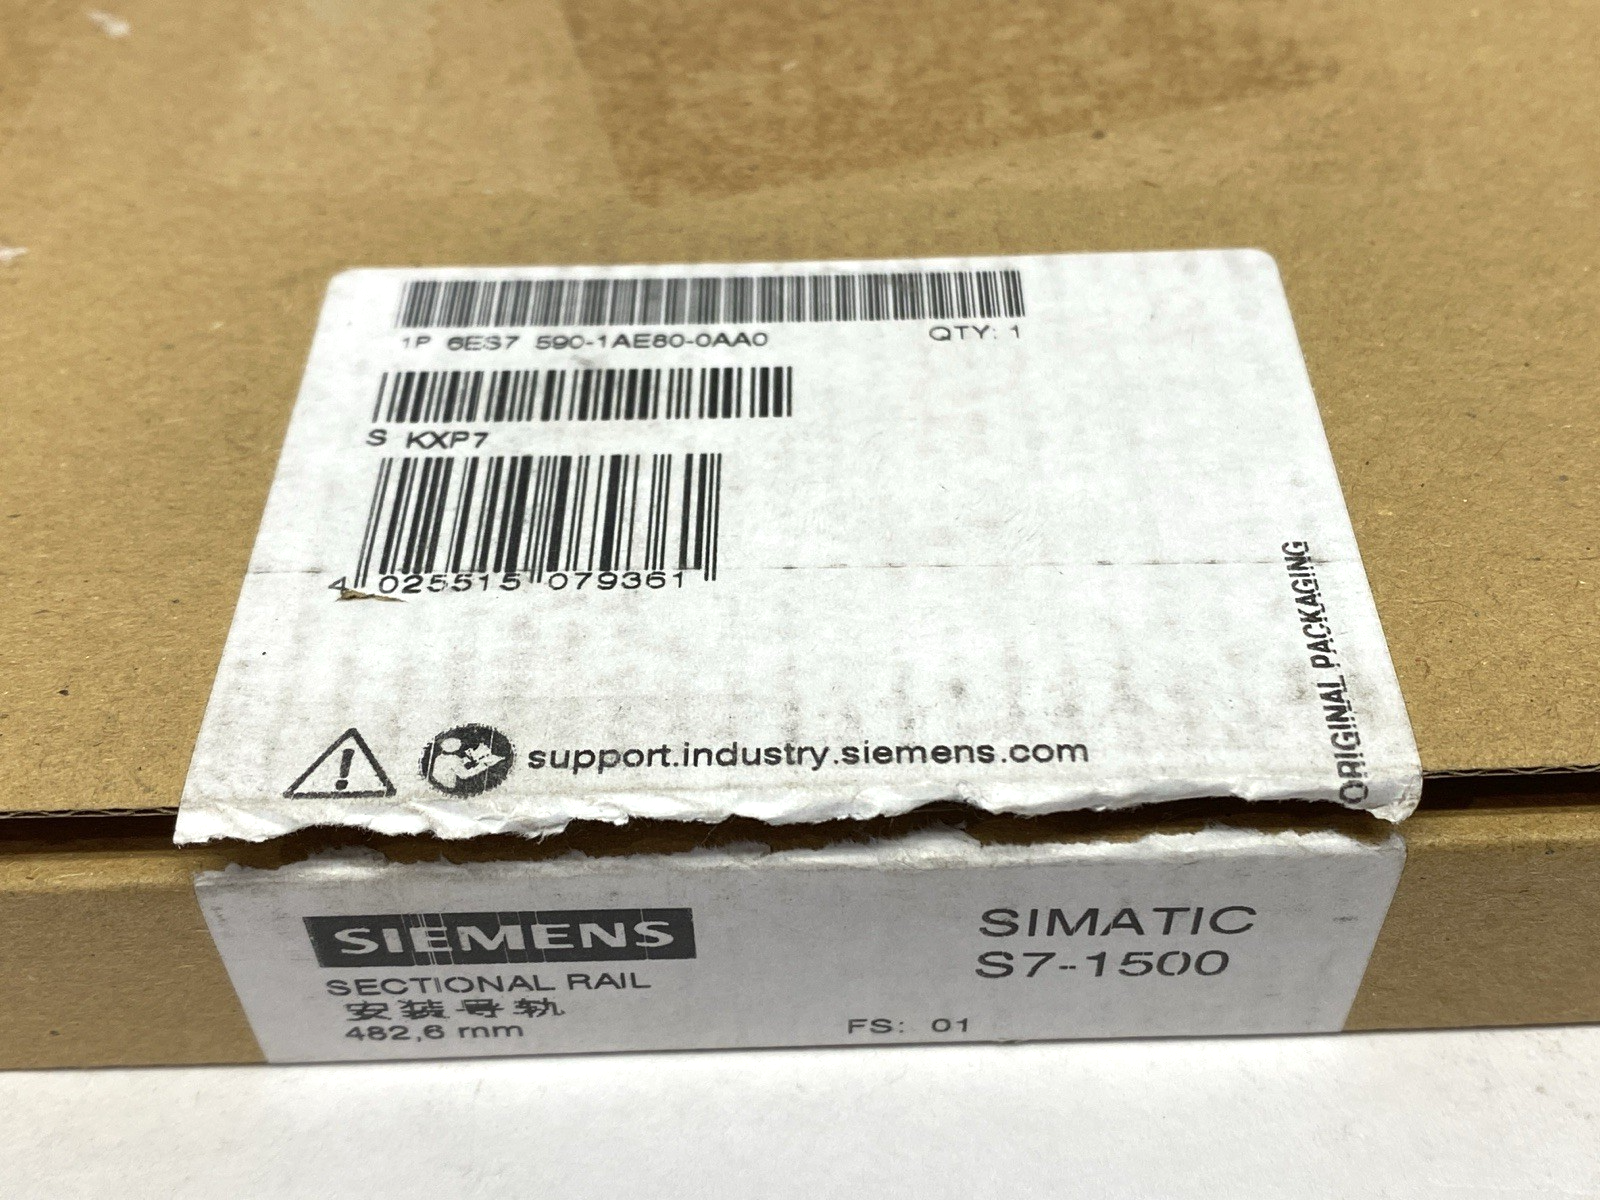 1P 6ES7 590-1AE80-0AA0 QTY: 1
S KXP7
4 025515 079361
ORIGINAL PACKAGING
support.industry.siemens.com
SIEMENS
SIMATIC
S7-1500
SECTIONAL RAIL
安装导轨
482,6 mm
FS: 01